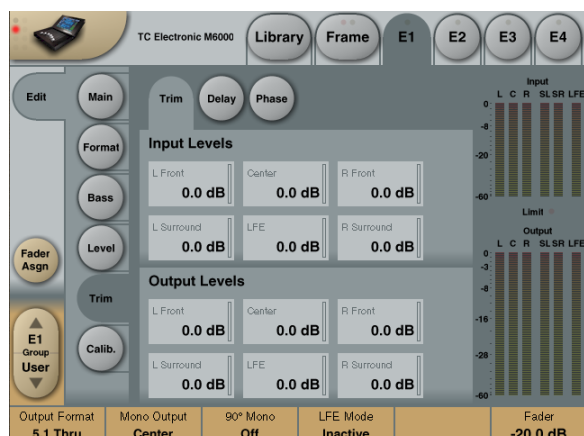 TC Electronic M6000
Library
Frame
E1
E2
E3
E4
Edit
Main
Format
Bass
Level
Trim
Calib.
Fader
Asgn
E1
Group
User
Trim
Delay
Phase
Input Levels
L Front
0.0 dB
Center
0.0 dB
R Front
0.0 dB
L Surround
0.0 dB
LFE
0.0 dB
R Surround
0.0 dB
Output Levels
L Front
0.0 dB
Center
0.0 dB
R Front
0.0 dB
L Surround
0.0 dB
LFE
0.0 dB
R Surround
0.0 dB
Input
L C R SL SR LFE
0
-8
-20
-60
Limit
Output
L C R SL SR LFE
0
-3
-8
-16
-28
-60
Output Format
5.1 Thru
Mono Output
Center
90° Mono
Off
LFE Mode
Inactive
Fader
-20.0 dB